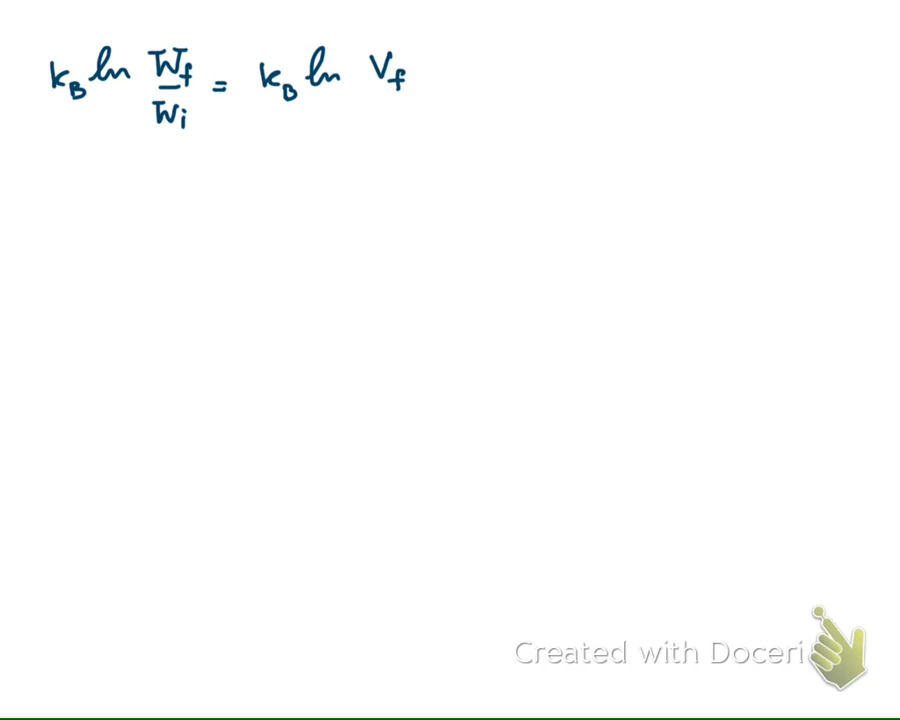 k_B ln W_f/W_i = k_B ln V_f
Created with Doceri